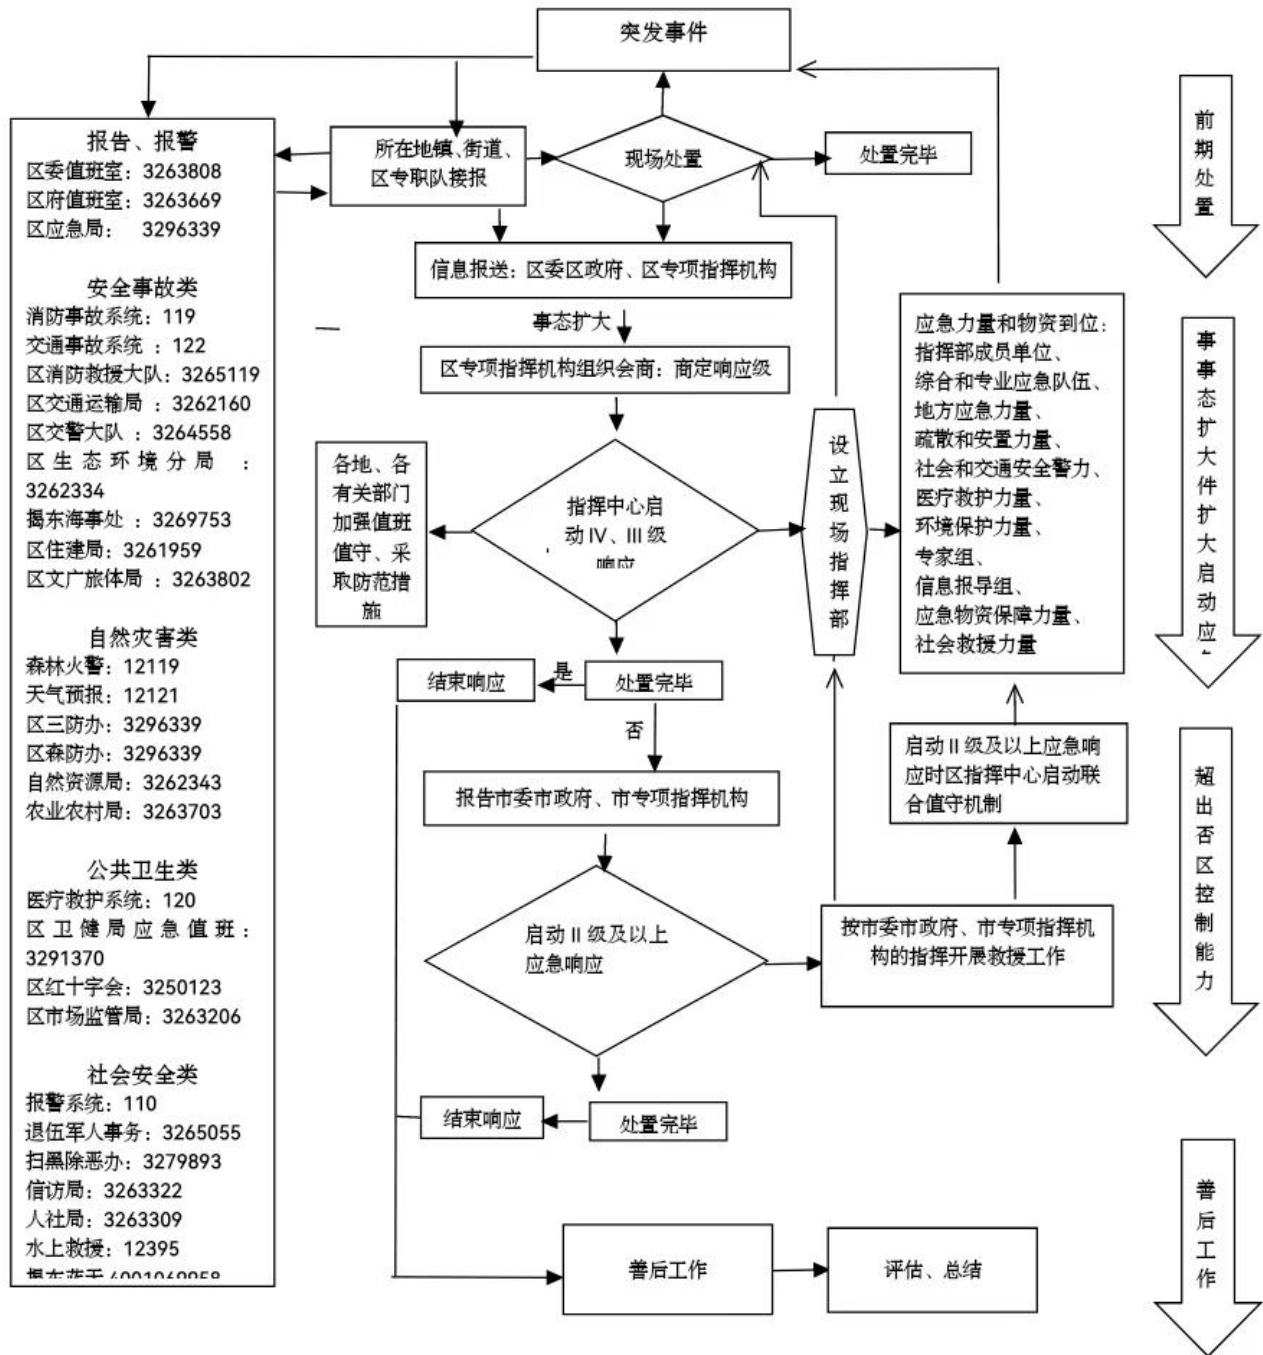 突发事件
报告、报警
区委值班室：3263808
区府值班室：3263669
区应急局： 3296339
安全事故类
消防事故系统：119
交通事故系统 ：122
区消防救援大队：3265119
区交通运输局 ：3262160
区交警大队 ：3264558
区生态环境分局 ：
3262334
揭东海事处 ：3269753
区住建局：3261959
区文广旅体局 ：3263802
自然灾害类
森林火警：12119
天气预报：12121
区三防办：3296339
区森防办：3296339
自然资源局：3262343
农业农村局：3263703
公共卫生类
医疗救护系统：120
区卫健局应急值班：
3291370
区红十字会：3250123
区市场监管局：3263206
社会安全类
报警系统：110
退伍军人事务：3265055
扫黑除恶办：3279893
信访局：3263322
人社局：3263309
水上救援：12395
所在地镇、街道、
区专职队接报
现场处置
处置完毕
信息报送：区委区政府、区专项指挥机构
事态扩大
区专项指挥机构组织会商：商定响应级
各地、各
有关部门
加强值班
值守、采
取防范措
施
指挥中心启
动 IV、III 级
响应
设立现场指挥部
应急力量和物资到位：
指挥部成员单位、
综合和专业应急队伍、
地方应急力量、
疏散和安置力量、
社会和交通安全警力、
医疗救护力量、
环境保护力量、
专家组、
信息报导组、
应急物资保障力量、
社会救援力量
结束响应
是
处置完毕
否
报告市委市政府、市专项指挥机构
启动 II 级及以上应急响
应时区指挥中心启动联
合值守机制
启动 II 级及以上
应急响应
按市委市政府、市专项指挥机
构的指挥开展救援工作
结束响应
处置完毕
善后工作
评估、总结
前期处置
事事态扩大件扩大启动应
超出否区控制能力
善后工作